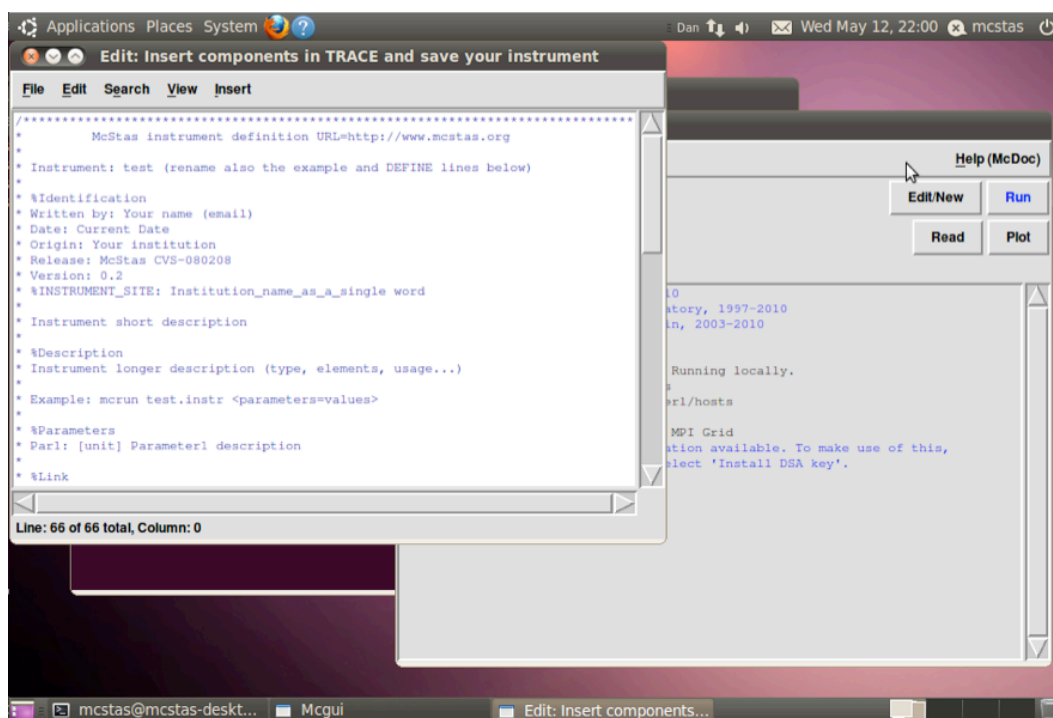 Applications Places System Dan Wed May 12, 22:00 mcstas
Edit: Insert components in TRACE and save your instrument
File Edit Search View Insert
/*******************************************************************************
* McStas instrument definition URL=http://www.mcstas.org
*
* Instrument: test (rename also the example and DEFINE lines below)
*
* %Identification
* Written by: Your name (email)
* Date: Current Date
* Origin: Your institution
* Release: McStas CVS-080208
* Version: 0.2
* %INSTRUMENT_SITE: Institution_name_as_a_single word
*
* Instrument short description
*
* %Description
* Instrument longer description (type, elements, usage...)
*
* Example: mcrun test.instr <parameters=values>
*
* %Parameters
* Par1: [unit] Parameter1 description
*
* %Link
Line: 66 of 66 total, Column: 0
Help (McDoc)
Edit/New Run
Read Plot
10
atory, 1997-2010
in, 2003-2010
Running locally.
s
erl/hosts
MPI Grid
ation available. To make use of this,
elect 'Install DSA key'.
mcstas@mcstas-deskt... Mcgui Edit: Insert components...